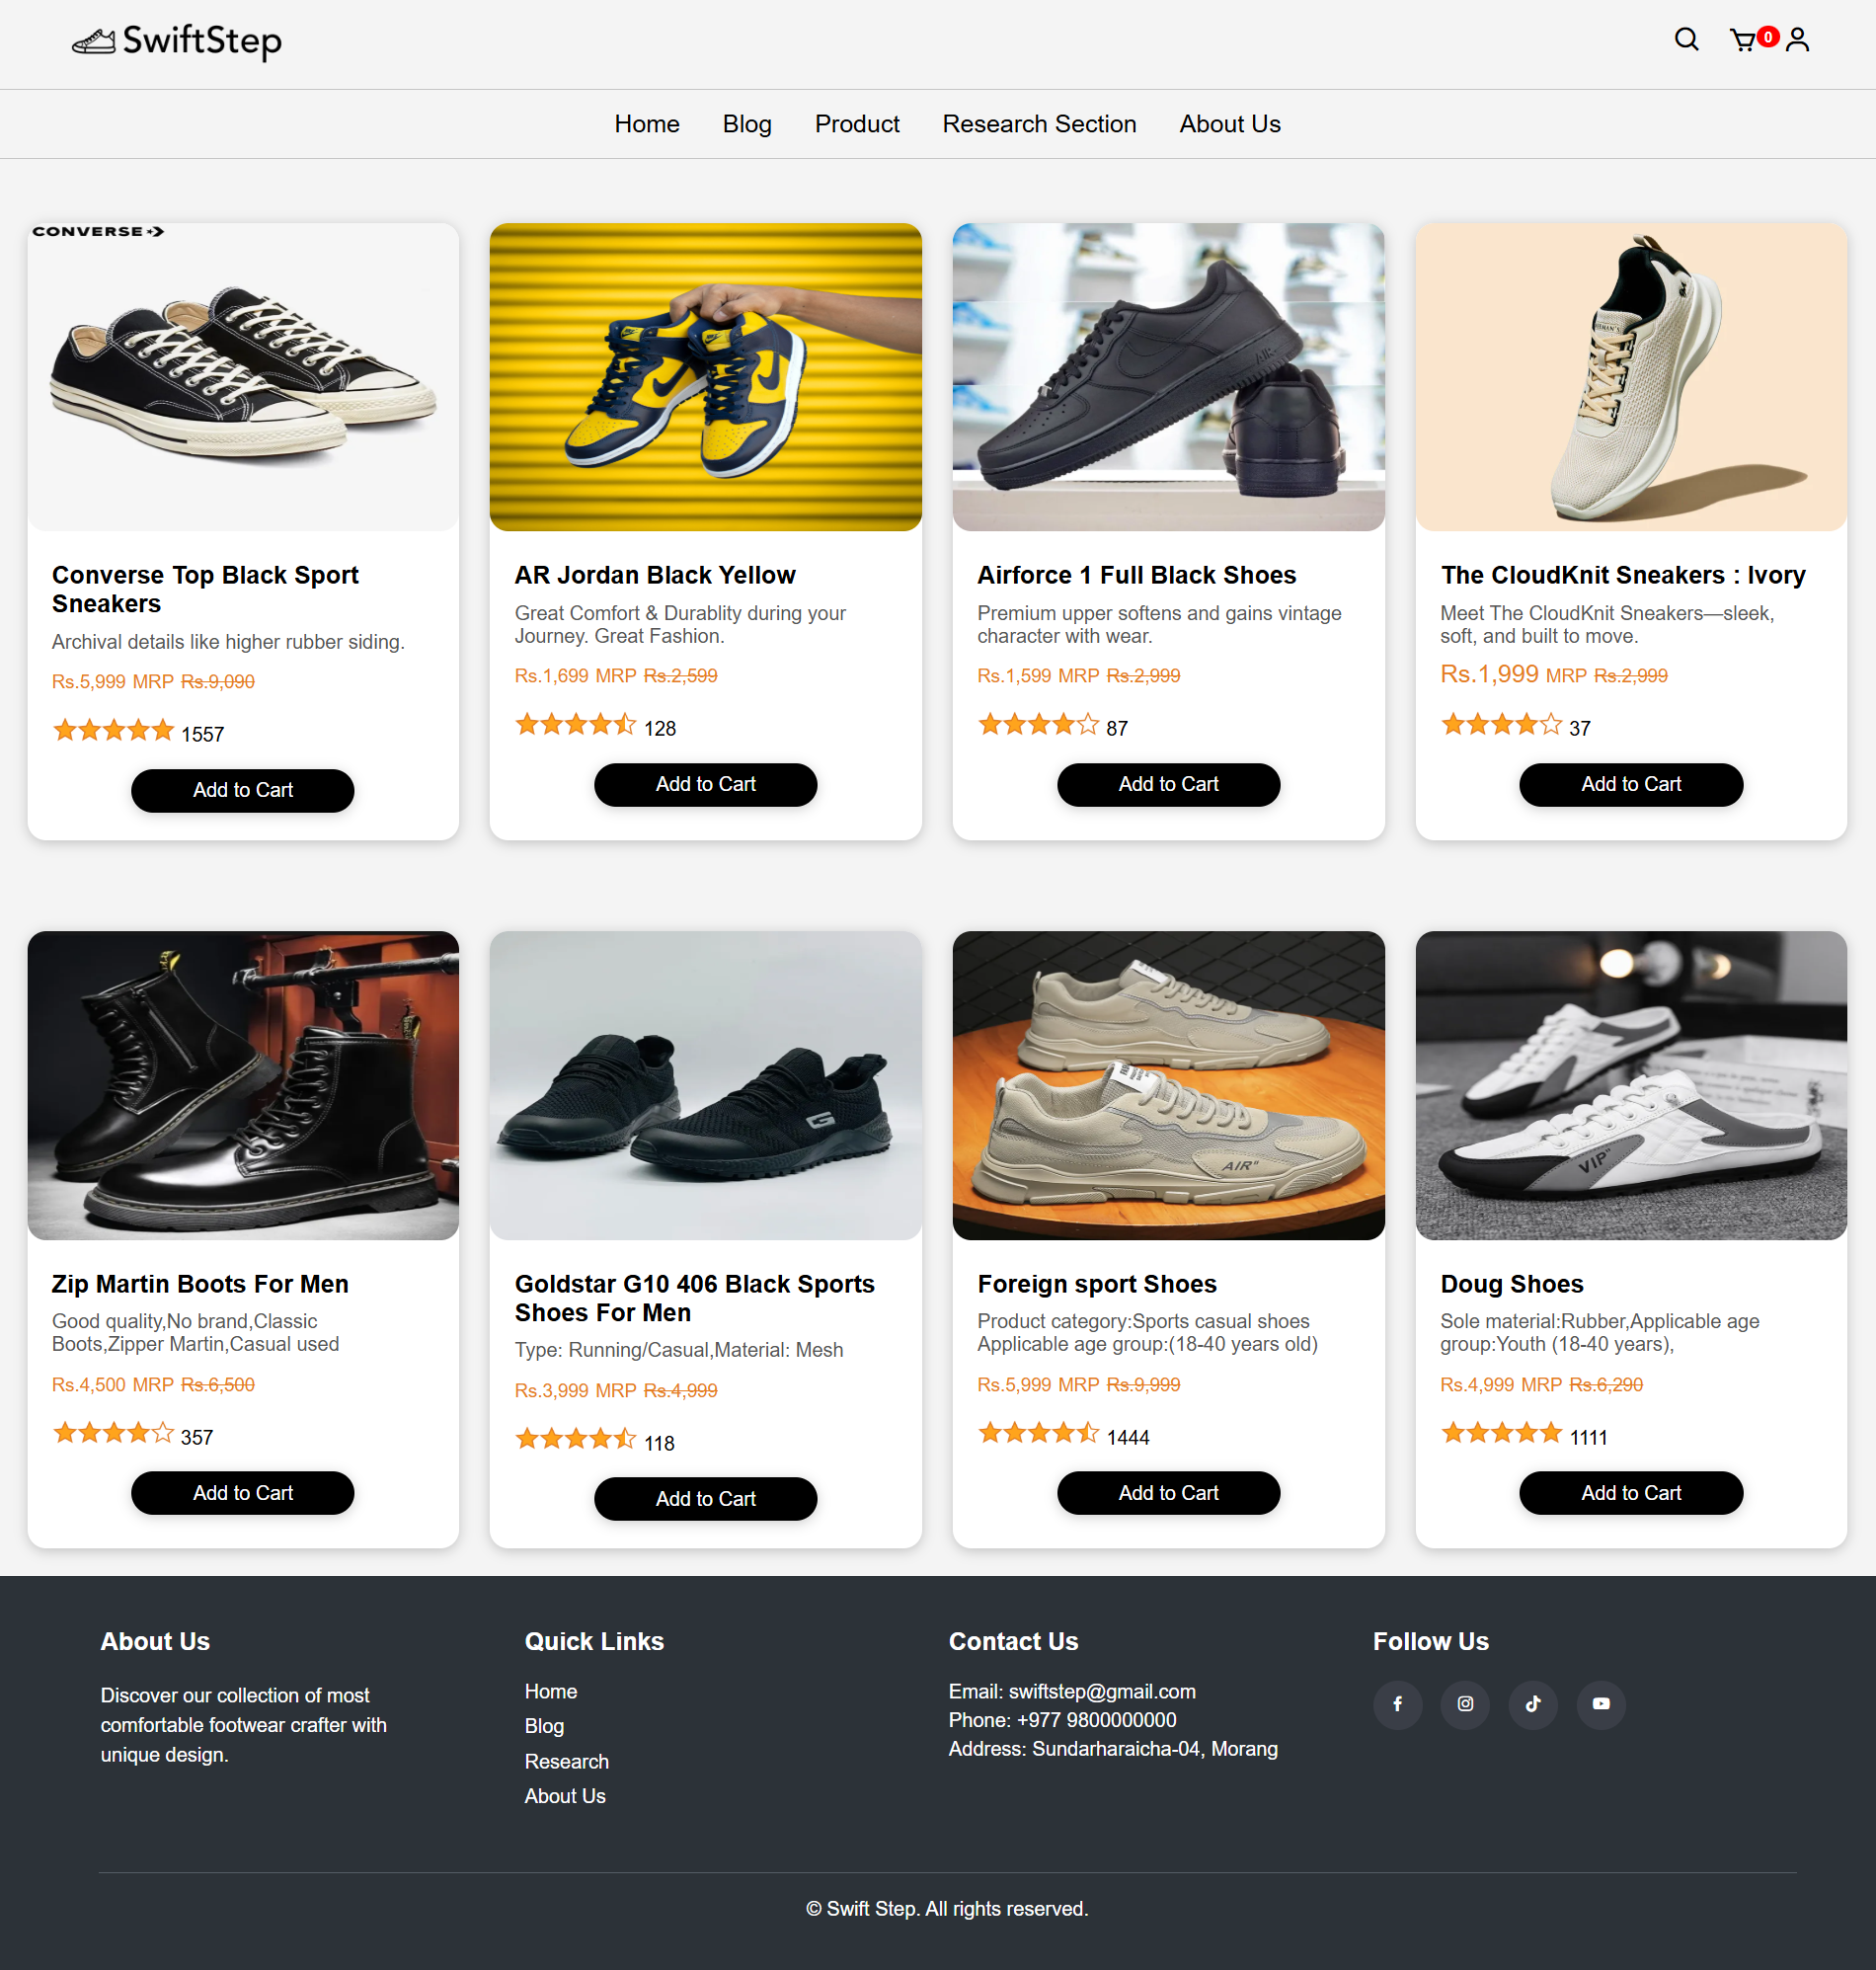 SwiftStep
0
Home Blog Product Research Section About Us
CONVERSE
Converse Top Black Sport
Sneakers
Archival details like higher rubber siding.
Rs.5,999 MRP Rs.9,090
1557
Add to Cart
AR Jordan Black Yellow
Great Comfort & Durablity during your
Journey. Great Fashion.
Rs.1,699 MRP Rs.2,599
128
Add to Cart
AIR
Airforce 1 Full Black Shoes
Premium upper softens and gains vintage
character with wear.
Rs.1,599 MRP Rs.2,999
87
Add to Cart
The CloudKnit Sneakers : Ivory
Meet The CloudKnit Sneakers—sleek,
soft, and built to move.
Rs.1,999 MRP Rs.2,999
37
Add to Cart
Zip Martin Boots For Men
Good quality,No brand,Classic
Boots,Zipper Martin,Casual used
Rs.4,500 MRP Rs.6,500
357
Add to Cart
G
Goldstar G10 406 Black Sports
Shoes For Men
Type: Running/Casual,Material: Mesh
Rs.3,999 MRP Rs.4,999
118
Add to Cart
AIR"
Foreign sport Shoes
Product category:Sports casual shoes
Applicable age group:(18-40 years old)
Rs.5,999 MRP Rs.9,999
1444
Add to Cart
VIP"
Doug Shoes
Sole material:Rubber,Applicable age
group:Youth (18-40 years),
Rs.4,999 MRP Rs.6,290
1111
Add to Cart
About Us
Discover our collection of most
comfortable footwear crafter with
unique design.
Quick Links
Home
Blog
Research
About Us
Contact Us
Email: swiftstep@gmail.com
Phone: +977 9800000000
Address: Sundarharaicha-04, Morang
Follow Us
© Swift Step. All rights reserved.